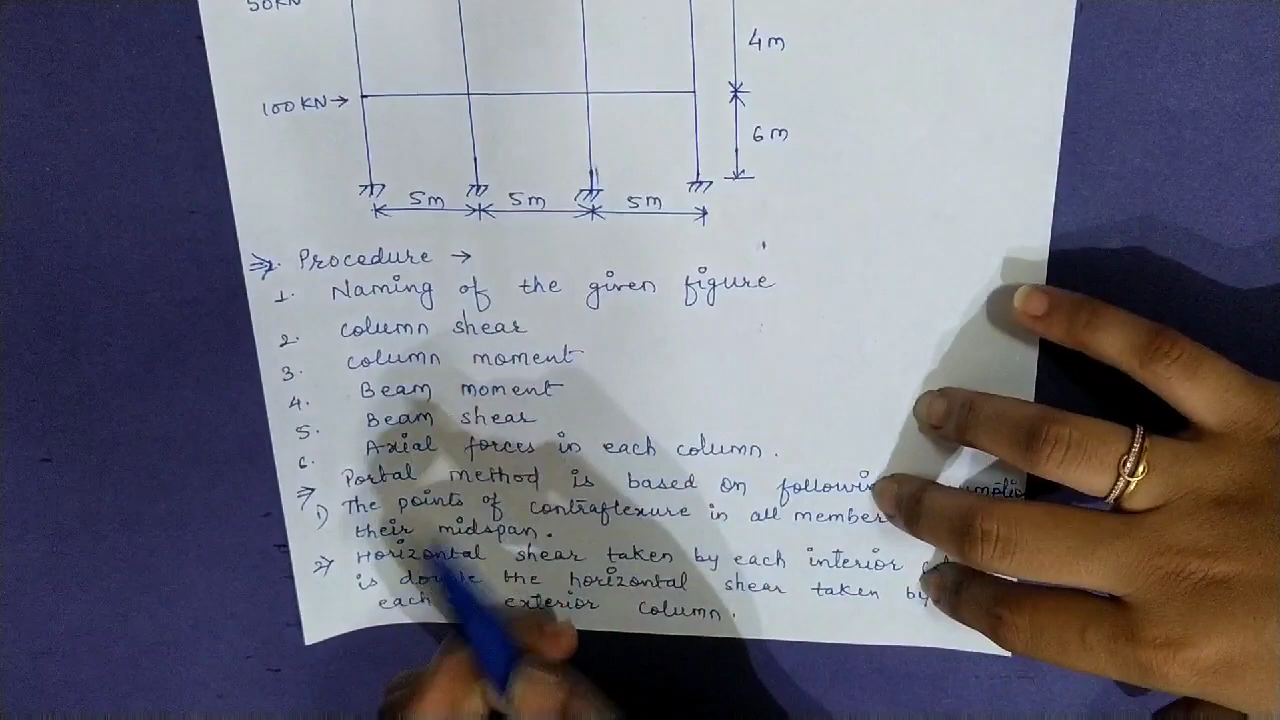 50KN
4m
100KN→
6m
5m 5m 5m
⇒ Procedure →
1. Naming of the given figure
2. column shear
3. column moment
4. Beam moment
5. Beam shear
6. Axial forces in each column.
⇒ Portal method is based on
1) The points of contraflexure in all member
their midspan.
2) Horizontal shear taken by each interior
is double the horizontal shear taken by
each exterior column.